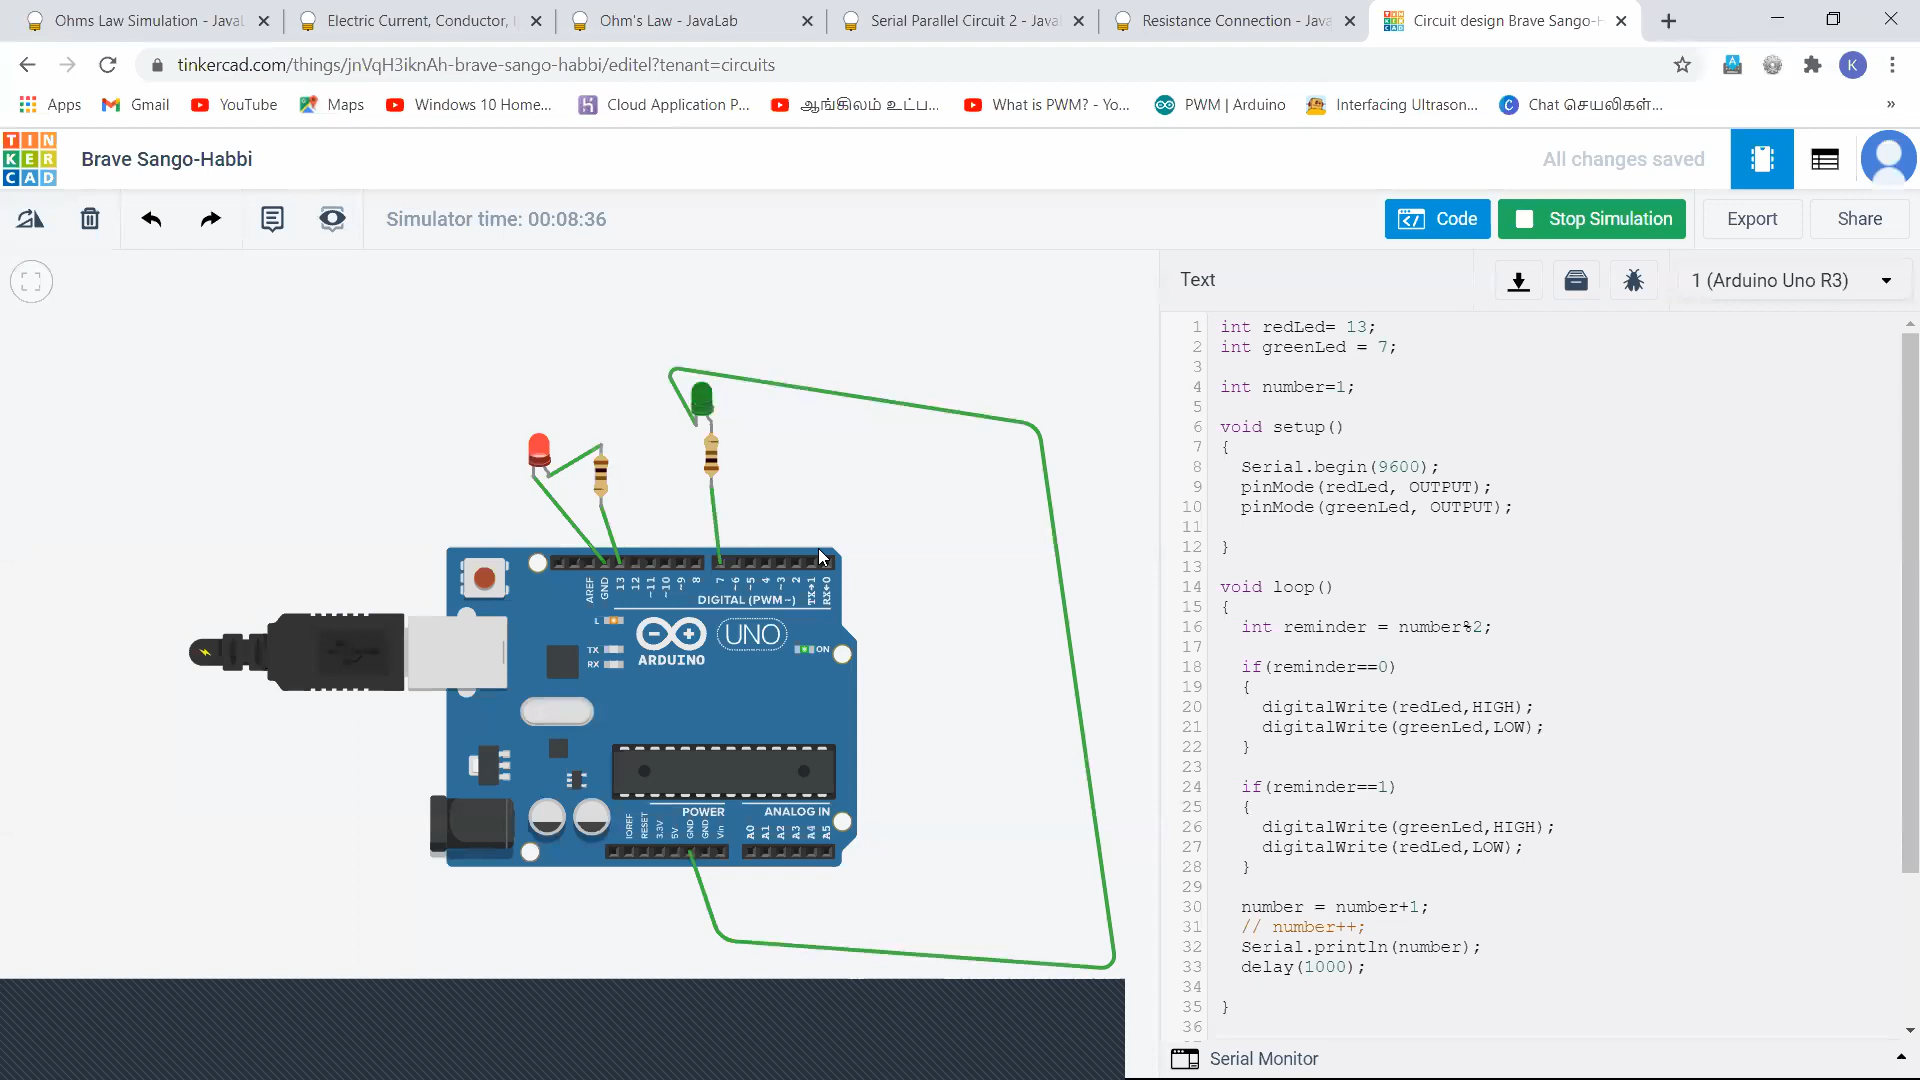 Ohms Law Simulation - JavaL
Electric Current, Conductor,
Ohm's Law - JavaLab
Serial Parallel Circuit 2 - Java
Resistance Connection - Java
Circuit design Brave Sango-H
tinkercad.com/things/jnVqH3iknAh-brave-sango-habbi/editel?tenant=circuits
K
Apps
Gmail
YouTube
Maps
Windows 10 Home...
Cloud Application P...
ஆங்கிலம் உட்ப...
What is PWM? - Yo...
PWM | Arduino
Interfacing Ultrason...
Chat செயலிகள்...
»
TIN
KER
CAD
Brave Sango-Habbi
All changes saved
Simulator time: 00:08:36
Code
Stop Simulation
Export
Share
Text
1 (Arduino Uno R3)
1 int redLed= 13;
2 int greenLed = 7;
3
4 int number=1;
5
6 void setup()
7 {
8 Serial.begin(9600);
9 pinMode(redLed, OUTPUT);
10 pinMode(greenLed, OUTPUT);
11
12 }
13
14 void loop()
15 {
16 int reminder = number%2;
17
18 if(reminder==0)
19 {
20 digitalWrite(redLed,HIGH);
21 digitalWrite(greenLed,LOW);
22 }
23
24 if(reminder==1)
25 {
26 digitalWrite(greenLed,HIGH);
27 digitalWrite(redLed,LOW);
28 }
29
30 number = number+1;
31 // number++;
32 Serial.println(number);
33 delay(1000);
34
35 }
36
AREF GND 13 12 ~11 ~10 ~9 8 7 ~6 ~5 4 ~3 2 TX→1 RX←0
DIGITAL (PWM~)
L
TX
RX
ARDUINO
UNO
ON
POWER
ANALOG IN
IOREF RESET 3.3V 5V GND GND Vin A0 A1 A2 A3 A4 A5
Serial Monitor